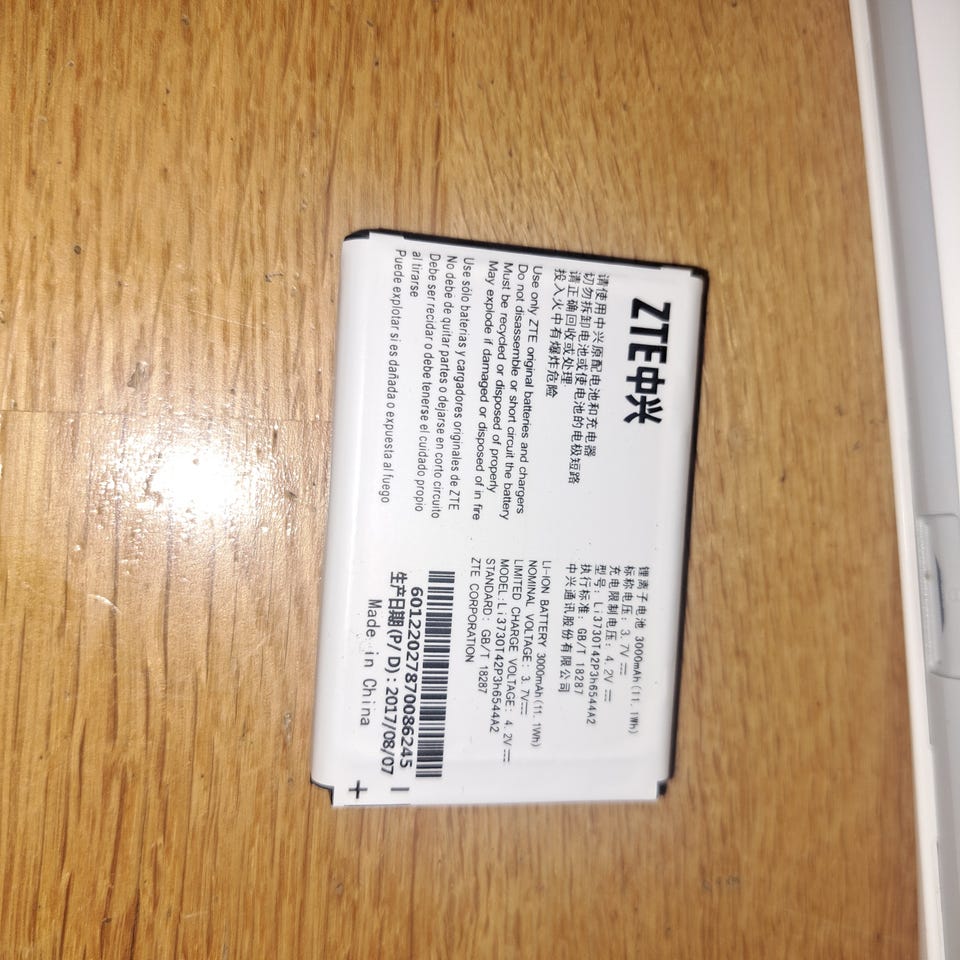 ZTE中兴
请使用中兴原配电池和充电器
切勿拆卸电池或使电池的电极短路
请正确回收或处理
投入火中有爆炸危险
Use only ZTE original batteries and chargers
Do not disassemble or short circuit the battery
Must be recycled or disposed of properly
May explode if damaged or disposed of in fire
Use sólo baterias y cargadores originales de ZTE
No debe de quitar partes o dejarse en corto circuito
Debe ser recidar o debe tenerse el cuidado propio
al tirarse
Puede explotar si es dañada o expuesta al fuego
锂离子电池 3000mAh(11.1Wh)
标称电压: 3.7V⎓
充电限制电压: 4.2V⎓
型号: Li3730T42P3h6544A2
执行标准: GB/T 18287
中兴通讯股份有限公司
LI-ION BATTERY 3000mAh(11.1Wh)
NOMINAL VOLTAGE: 3.7V⎓
LIMITED CHARGE VOLTAGE: 4.2V⎓
MODEL:Li3730T42P3h6544A2
STANDARD: GB/T 18287
ZTE CORPORATION
60122027870086245
生产日期(P/D):2017/08/07
Made in China
— +